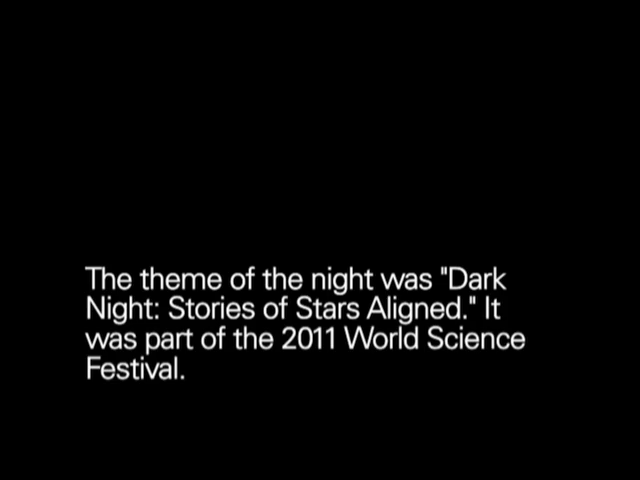 The theme of the night was "Dark
Night: Stories of Stars Aligned." It
was part of the 2011 World Science
Festival.